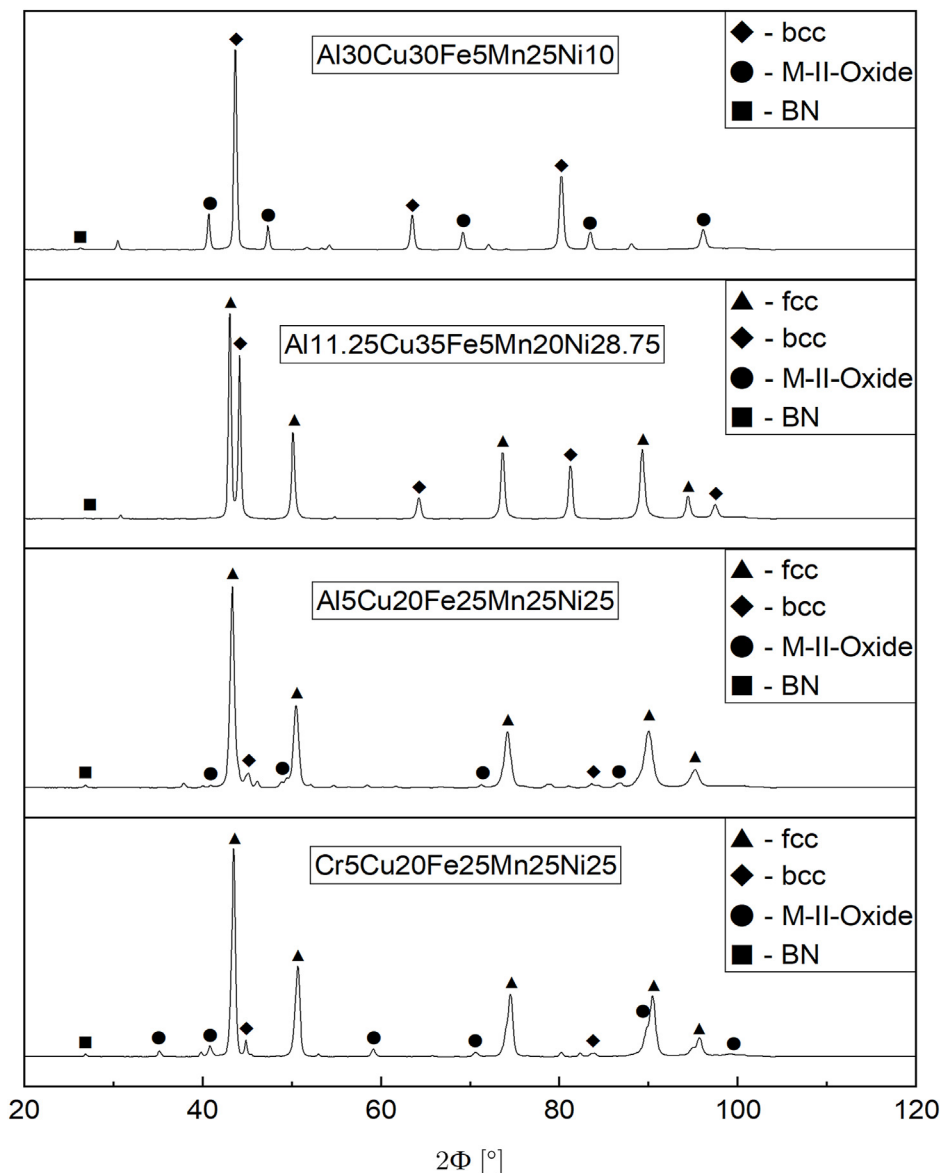 Al30Cu30Fe5Mn25Ni10
◆ - bcc
● - M-II-Oxide
■ - BN
Al11.25Cu35Fe5Mn20Ni28.75
▲ - fcc
◆ - bcc
● - M-II-Oxide
■ - BN
Al5Cu20Fe25Mn25Ni25
▲ - fcc
◆ - bcc
● - M-II-Oxide
■ - BN
Cr5Cu20Fe25Mn25Ni25
▲ - fcc
◆ - bcc
● - M-II-Oxide
■ - BN
20 40 60 80 100 120
2Φ [°]